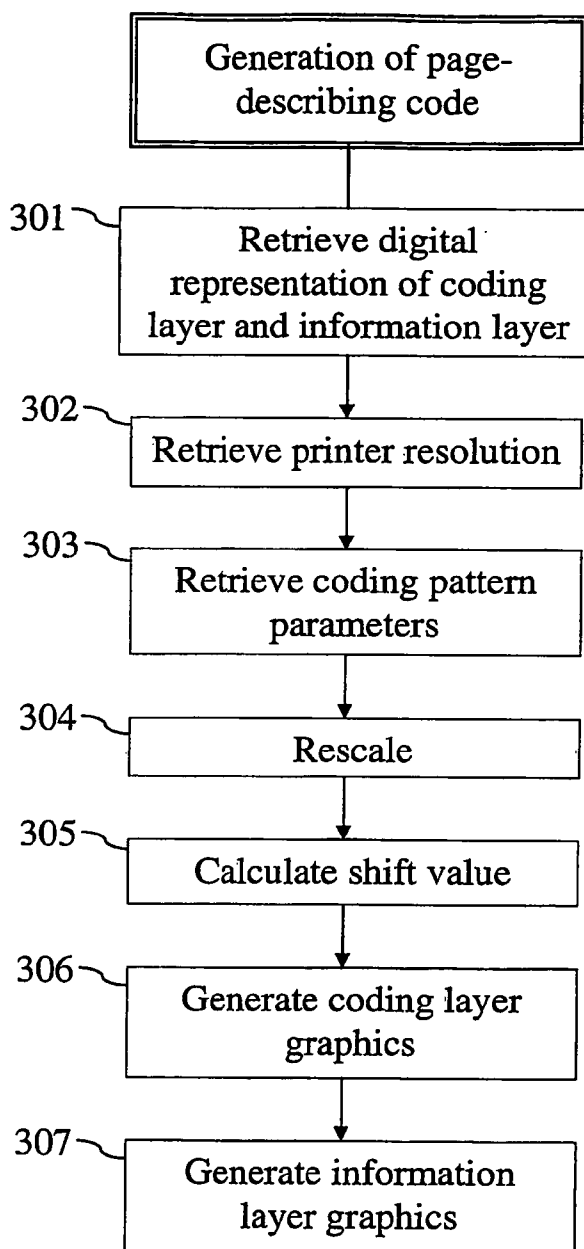 Generation of page-
describing code
301
Retrieve digital
representation of coding
layer and information layer
302
Retrieve printer resolution
303
Retrieve coding pattern
parameters
304
Rescale
305
Calculate shift value
306
Generate coding layer
graphics
307
Generate information
layer graphics